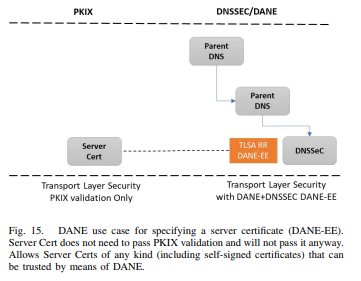 PKIX
DNSSEC/DANE
Parent
DNS
Parent
DNS
Server
Cert
TLSA RR
DANE-EE
DNSSeC
Transport Layer Security
PKIX validation Only
Transport Layer Security
with DANE+DNSSEC DANE-EE
Fig. 15. DANE use case for specifying a server certificate (DANE-EE).
Server Cert does not need to pass PKIX validation and will not pass it anyway.
Allows Server Certs of any kind (including self-signed certificates) that can
be trusted by means of DANE.